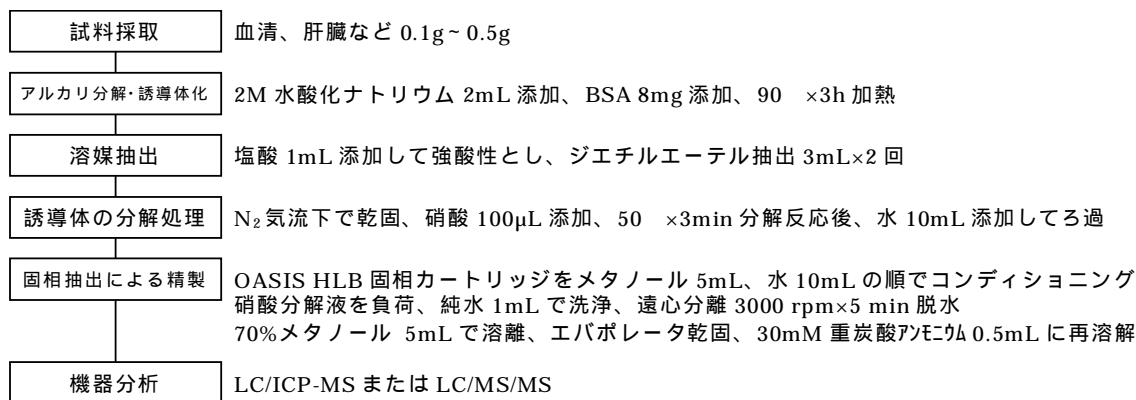 試料採取 血清、肝臓など 0.1g~0.5g
アルカリ分解･誘導体化 2M 水酸化ナトリウム 2mL 添加、BSA 8mg 添加、90 ×3h 加熱
溶媒抽出 塩酸 1mL 添加して強酸性とし、ジエチルエーテル抽出 3mL×2 回
誘導体の分解処理 N₂気流下で乾固、硝酸 100μL 添加、50 ×3min 分解反応後、水 10mL 添加してろ過
固相抽出による精製 OASIS HLB 固相カートリッジをメタノール 5mL、水 10mL の順でコンディショニング
硝酸分解液を負荷、純水 1mL で洗浄、遠心分離 3000 rpm×5 min 脱水
70%メタノール 5mL で溶離、エバポレータ乾固、30mM 重炭酸ｱﾝﾓﾆｳﾑ 0.5mL に再溶解
機器分析 LC/ICP-MS または LC/MS/MS